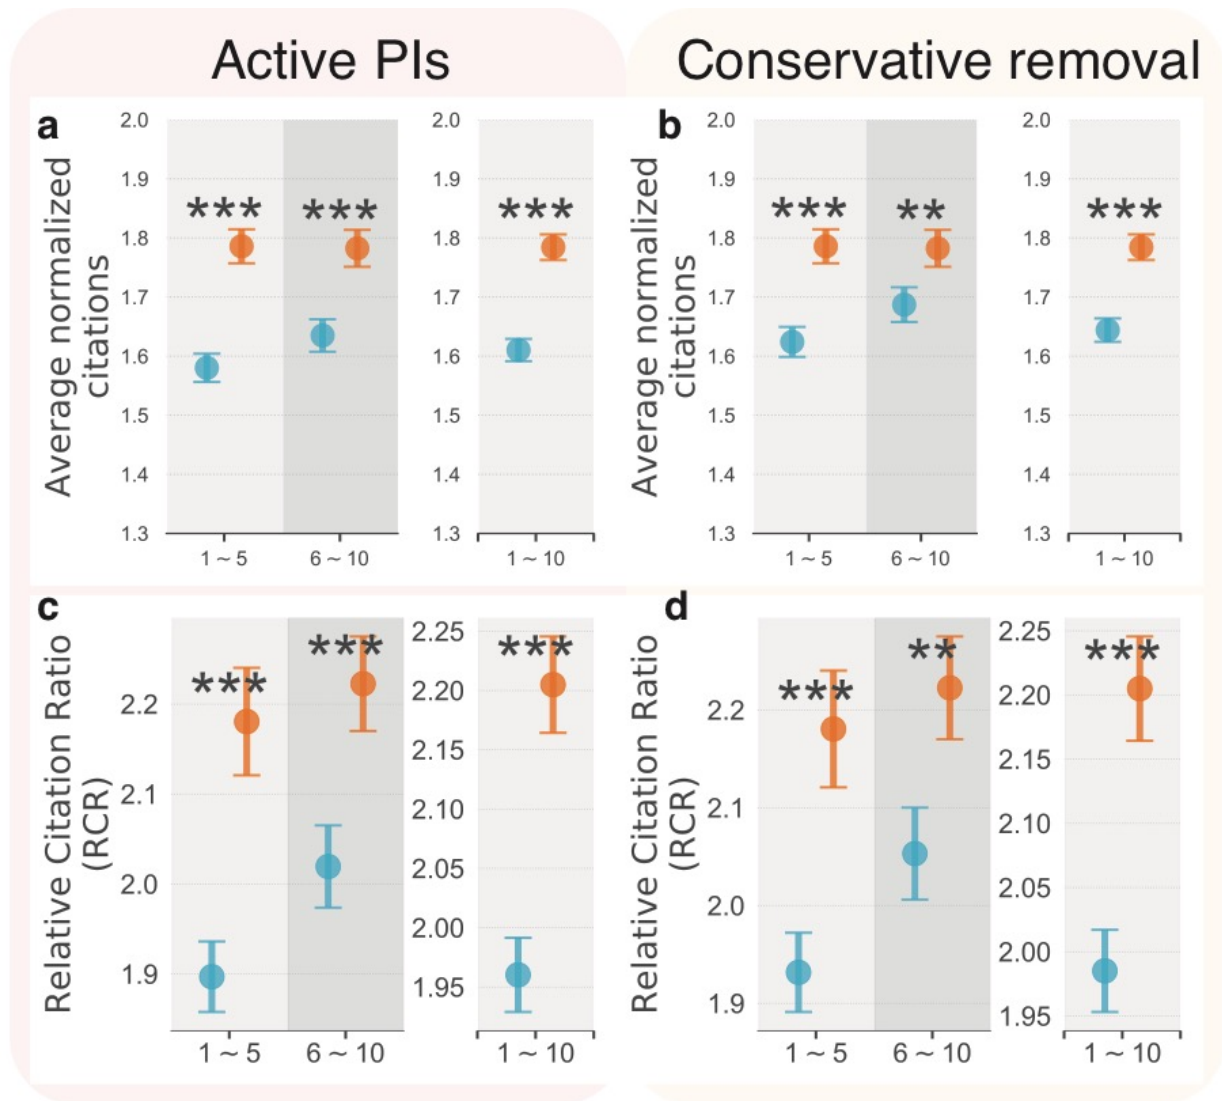 Active PIs
Conservative removal
a
Average normalized
citations
2.0
1.9
1.8
1.7
1.6
1.5
1.4
1.3
***
***
1 ~ 5
6 ~ 10
2.0
1.9
1.8
1.7
1.6
1.5
1.4
1.3
***
1 ~ 10
b
Average normalized
citations
2.0
1.9
1.8
1.7
1.6
1.5
1.4
1.3
***
**
1 ~ 5
6 ~ 10
2.0
1.9
1.8
1.7
1.6
1.5
1.4
1.3
***
1 ~ 10
c
Relative Citation Ratio
(RCR)
2.2
2.1
2.0
1.9
***
***
1 ~ 5
6 ~ 10
2.25
2.20
2.15
2.10
2.05
2.00
1.95
***
1 ~ 10
d
Relative Citation Ratio
(RCR)
2.2
2.1
2.0
1.9
***
**
1 ~ 5
6 ~ 10
2.25
2.20
2.15
2.10
2.05
2.00
1.95
***
1 ~ 10